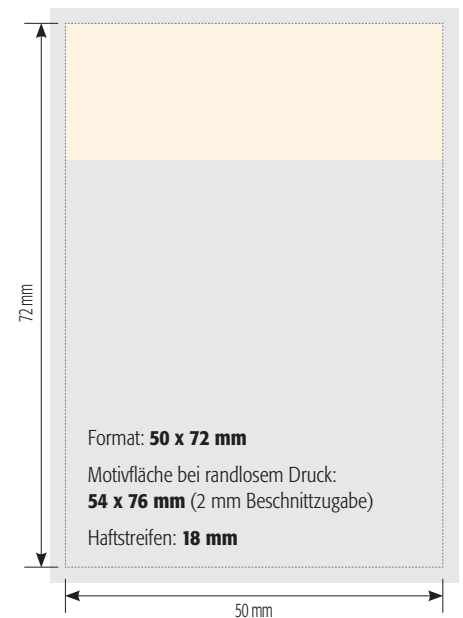 72 mm
Format: 50 x 72 mm
Motivfläche bei randlosem Druck:
54 x 76 mm (2 mm Beschnittzugabe)
Haftstreifen: 18 mm
50 mm